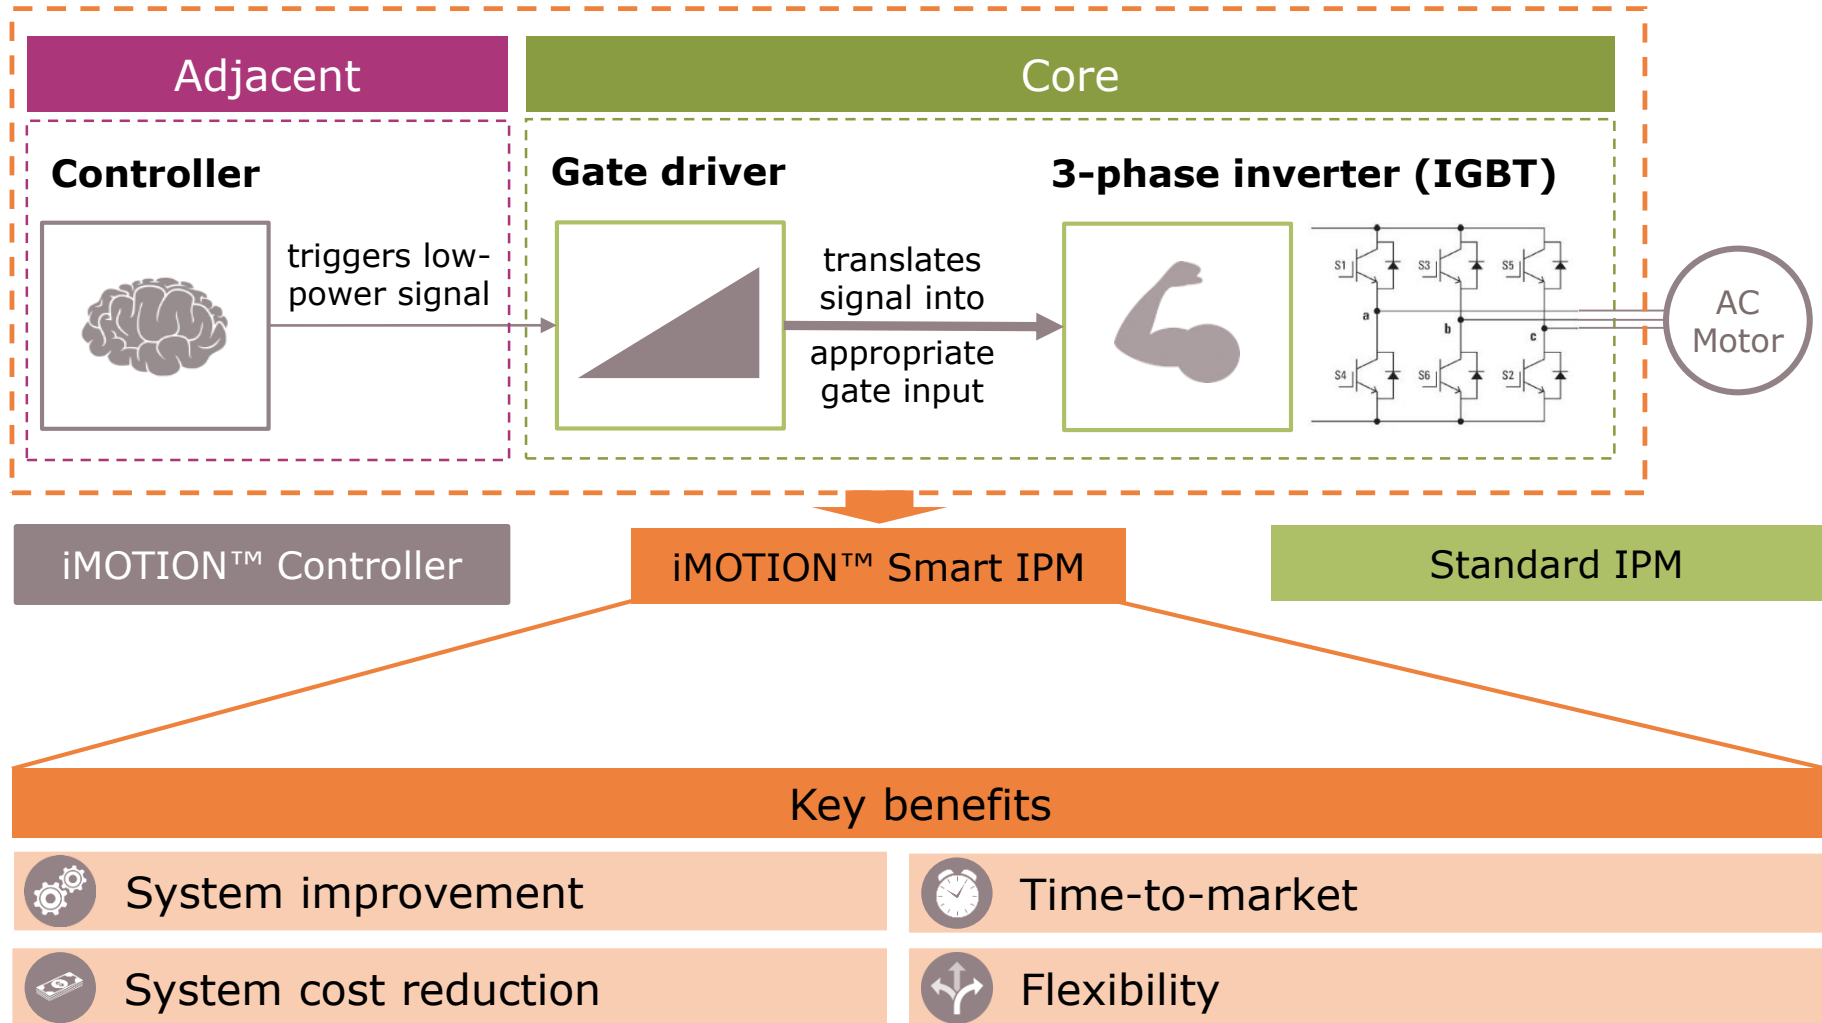 Adjacent
Core
Controller
Gate driver
3-phase inverter (IGBT)
triggers low-
power signal
translates
signal into
appropriate
gate input
S1
S3
S5
a
b
c
S4
S6
S2
AC
Motor
iMOTION™ Controller
iMOTION™ Smart IPM
Standard IPM
Key benefits
System improvement
Time-to-market
System cost reduction
Flexibility